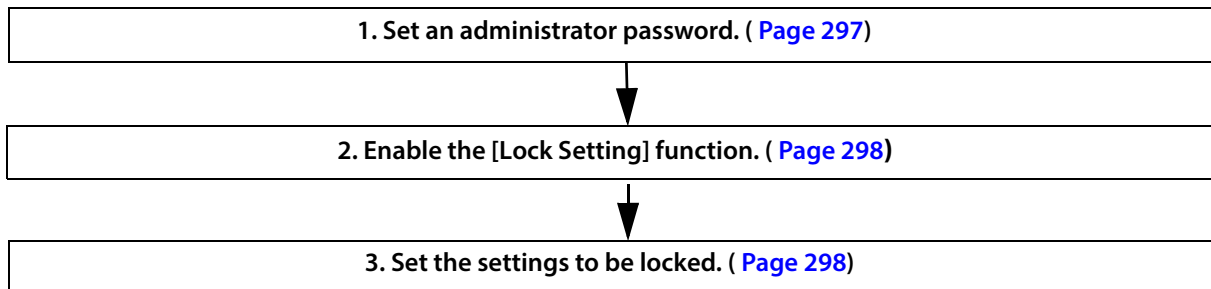 1. Set an administrator password. ( Page 297)
2. Enable the [Lock Setting] function. ( Page 298)
3. Set the settings to be locked. ( Page 298)